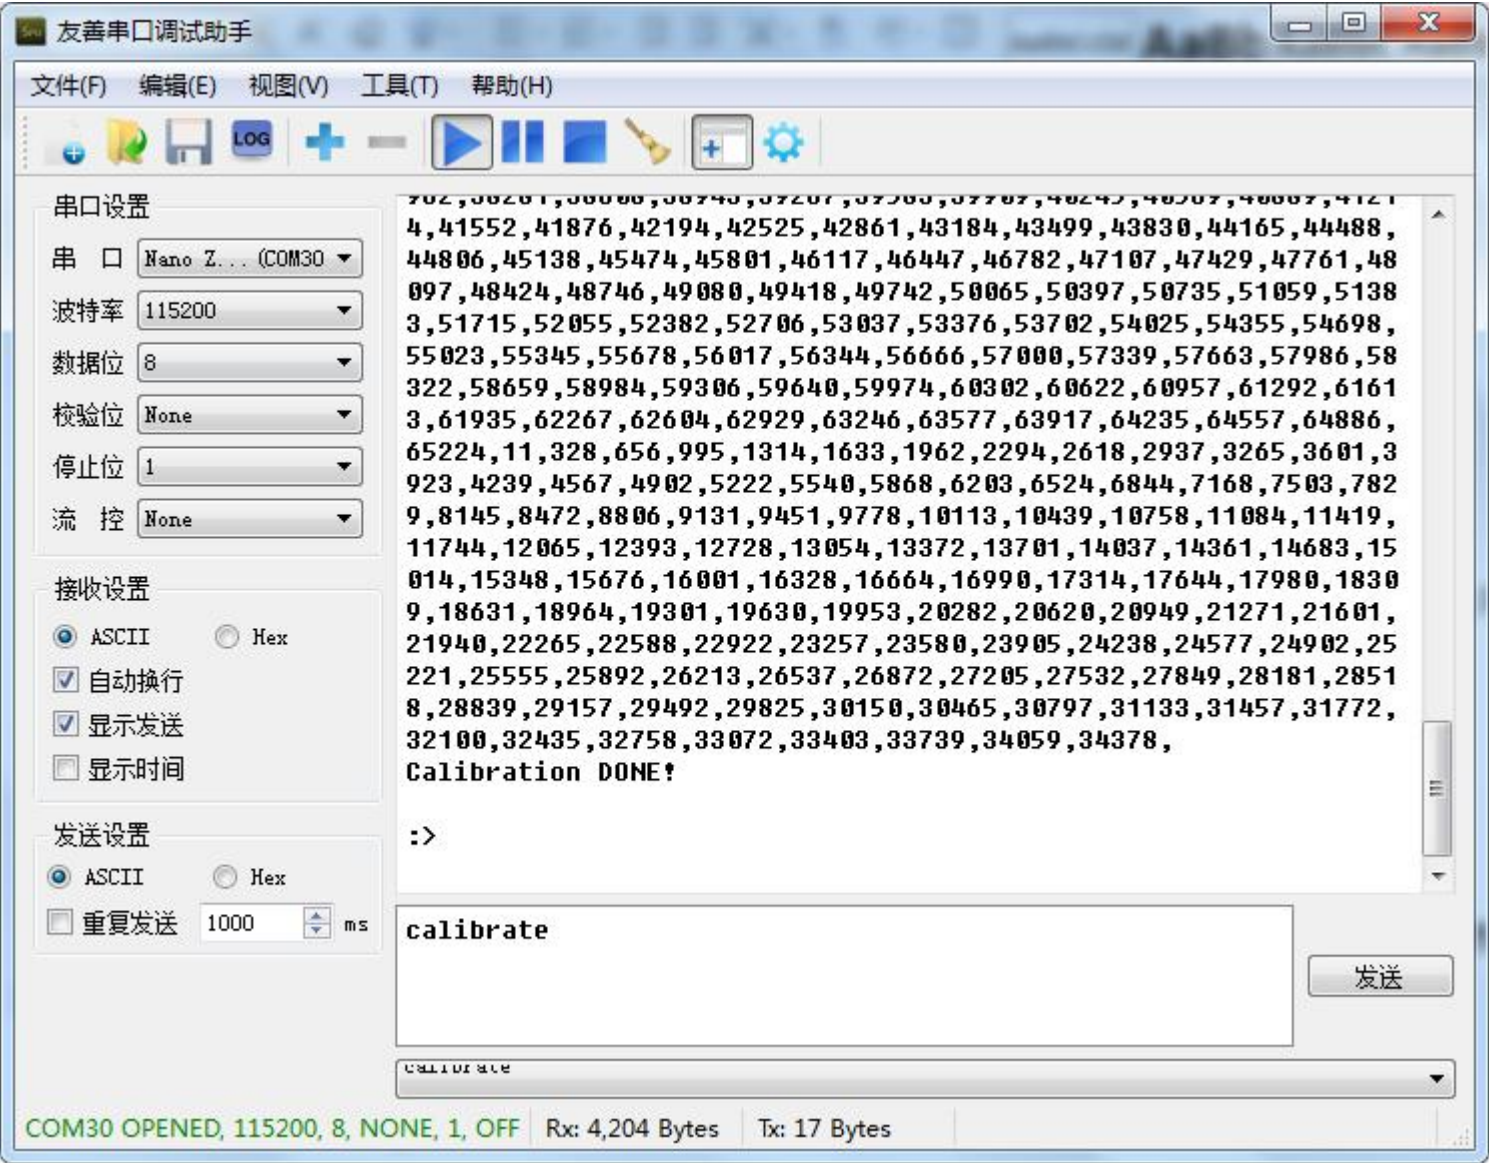 友善串口调试助手
文件(F) 编辑(E) 视图(V) 工具(T) 帮助(H)
LOG
串口设置
串 口 Nano Z... (COM30
波特率 115200
数据位 8
校验位 None
停止位 1
流 控 None
接收设置
ASCII Hex
自动换行
显示发送
显示时间
发送设置
ASCII Hex
重复发送 1000 ms
962,38281,38608,38943,39267,39583,39909,40245,40569,40889,4121
4,41552,41876,42194,42525,42861,43184,43499,43830,44165,44488,
44806,45138,45474,45801,46117,46447,46782,47107,47429,47761,48
097,48424,48746,49080,49418,49742,50065,50397,50735,51059,5138
3,51715,52055,52382,52706,53037,53376,53702,54025,54355,54698,
55023,55345,55678,56017,56344,56666,57000,57339,57663,57986,58
322,58659,58984,59306,59640,59974,60302,60622,60957,61292,6161
3,61935,62267,62604,62929,63246,63577,63917,64235,64557,64886,
65224,11,328,656,995,1314,1633,1962,2294,2618,2937,3265,3601,3
923,4239,4567,4902,5222,5540,5868,6203,6524,6844,7168,7503,782
9,8145,8472,8806,9131,9451,9778,10113,10439,10758,11084,11419,
11744,12065,12393,12728,13054,13372,13701,14037,14361,14683,15
014,15348,15676,16001,16328,16664,16990,17314,17644,17980,1830
9,18631,18964,19301,19630,19953,20282,20620,20949,21271,21601,
21940,22265,22588,22922,23257,23580,23905,24238,24577,24902,25
221,25555,25892,26213,26537,26872,27205,27532,27849,28181,2851
8,28839,29157,29492,29825,30150,30465,30797,31133,31457,31772,
32100,32435,32758,33072,33403,33739,34059,34378,
Calibration DONE!
:>
calibrate
发送
calibrate
COM30 OPENED, 115200, 8, NONE, 1, OFF Rx: 4,204 Bytes Tx: 17 Bytes